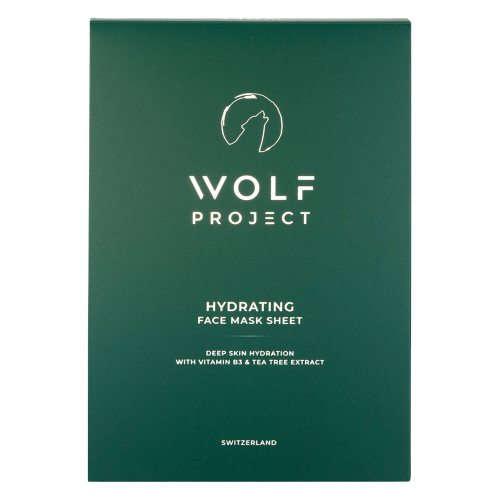 WOLF
PROJECT
HYDRATING
FACE MASK SHEET
DEEP SKIN HYDRATION
WITH VITAMIN B3 & TEA TREE EXTRACT
SWITZERLAND